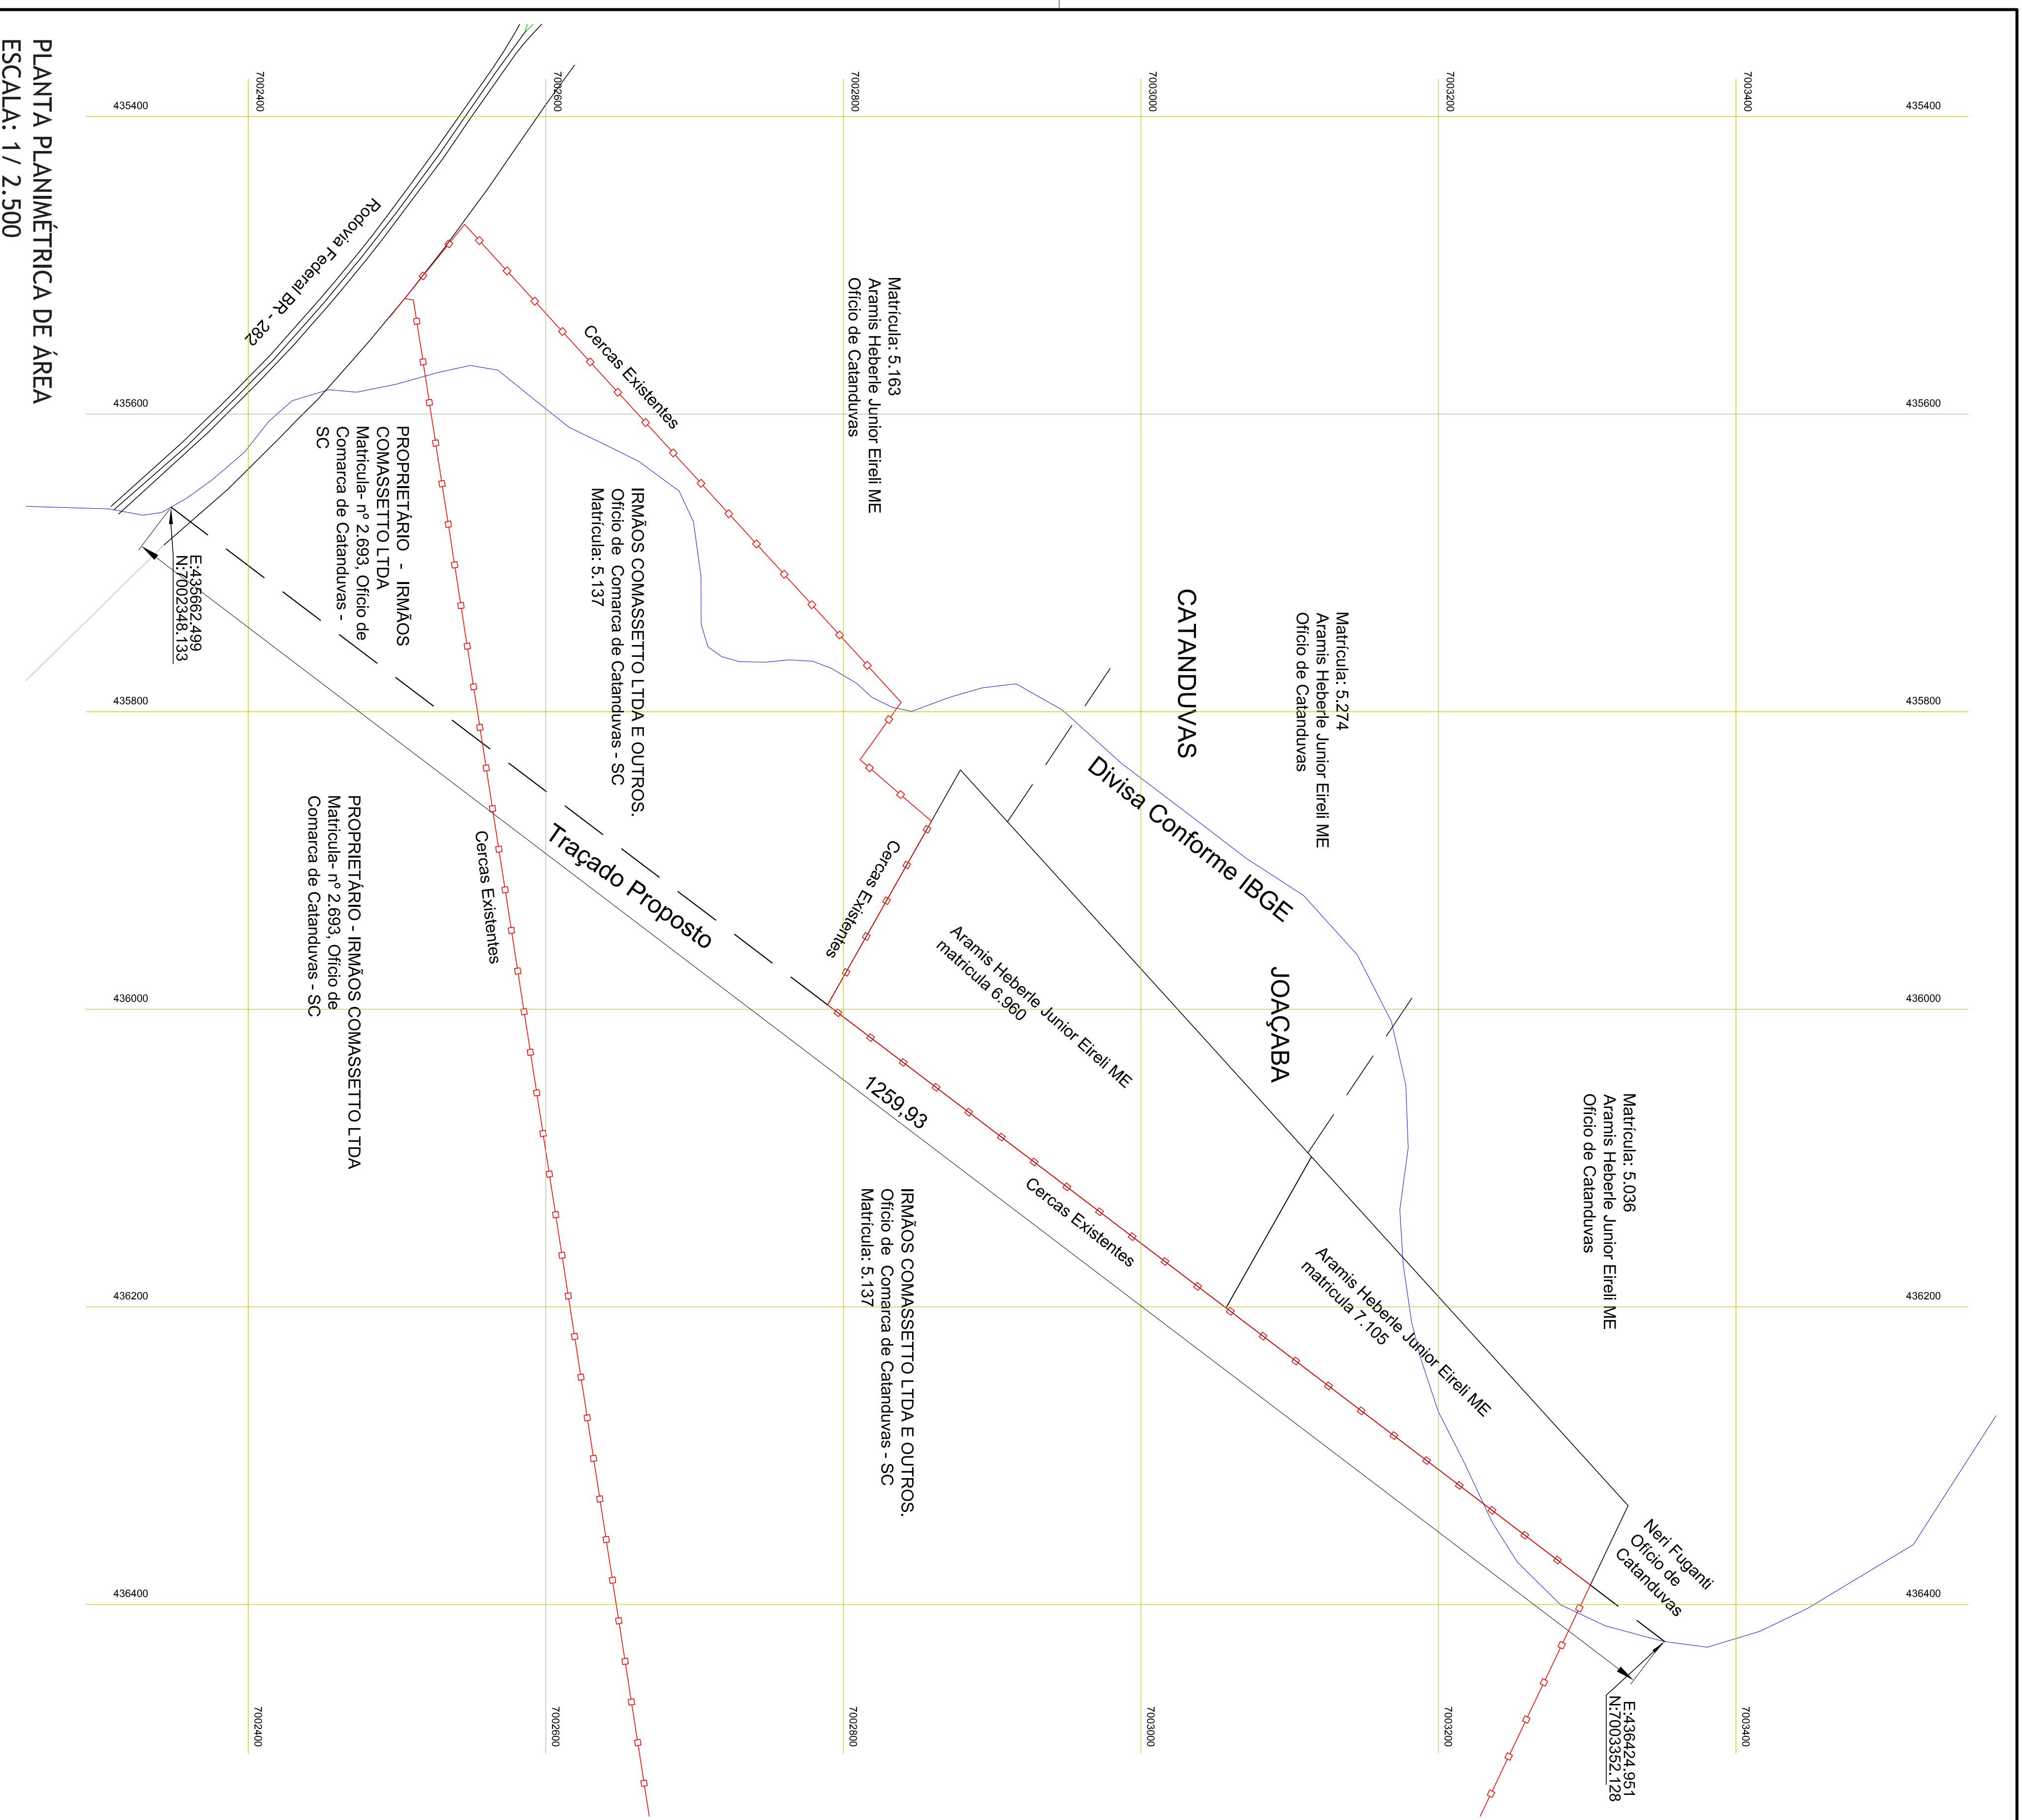 PLANTA PLANIMÉTRICA DE ÁREA
ESCALA: 1/ 2.500
7002400
7002600
7002800
7003000
7003200
7003400
435400
435400
435600
435600
435800
435800
436000
436000
436200
436200
436400
436400
7002400
7002600
7002800
7003000
7003200
7003400
Rodovia Federal BR - 282
Cercas Existentes
Matrícula: 5.163
Aramis Heberle Junior Eireli ME
Ofício de Catanduvas
PROPRIETÁRIO - IRMÃOS
COMASSETTO LTDA
Matricula- nº 2.693, Ofício de
Comarca de Catanduvas -
SC
IRMÃOS COMASSETTO LTDA E OUTROS.
Ofício de Comarca de Catanduvas - SC
Matrícula: 5.137
E:435662.499
N:7002348.133
CATANDUVAS
Matrícula: 5.274
Aramis Heberle Junior Eireli ME
Ofício de Catanduvas
Divisa Conforme IBGE
JOAÇABA
Traçado Proposto
Cercas Existentes
Cercas Existentes
PROPRIETÁRIO - IRMÃOS COMASSETTO LTDA
Matricula- nº 2.693, Ofício de
Comarca de Catanduvas - SC
Aramis Heberle Junior Eireli ME
matricula 6.960
1259,93
Cercas Existentes
Matrícula: 5.036
Aramis Heberle Junior Eireli ME
Ofício de Catanduvas
IRMÃOS COMASSETTO LTDA E OUTROS.
Ofício de Comarca de Catanduvas - SC
Matrícula: 5.137
Aramis Heberle Junior Eireli ME
matricula 7.105
Neri Fuganti
Ofício de
Catanduvas
E:436424.951
N:7003352.128